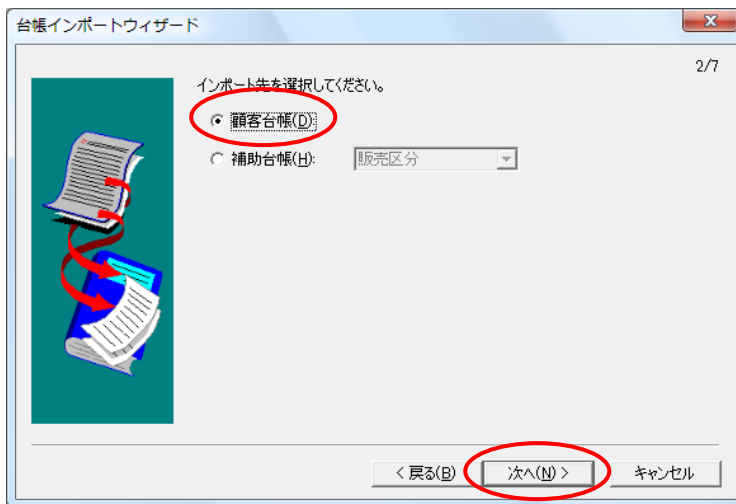 台帳インポートウィザード
2/7
インポート先を選択してください。
顧客台帳(D)
補助台帳(H): 販売区分
< 戻る(B) 次へ(N) > キャンセル